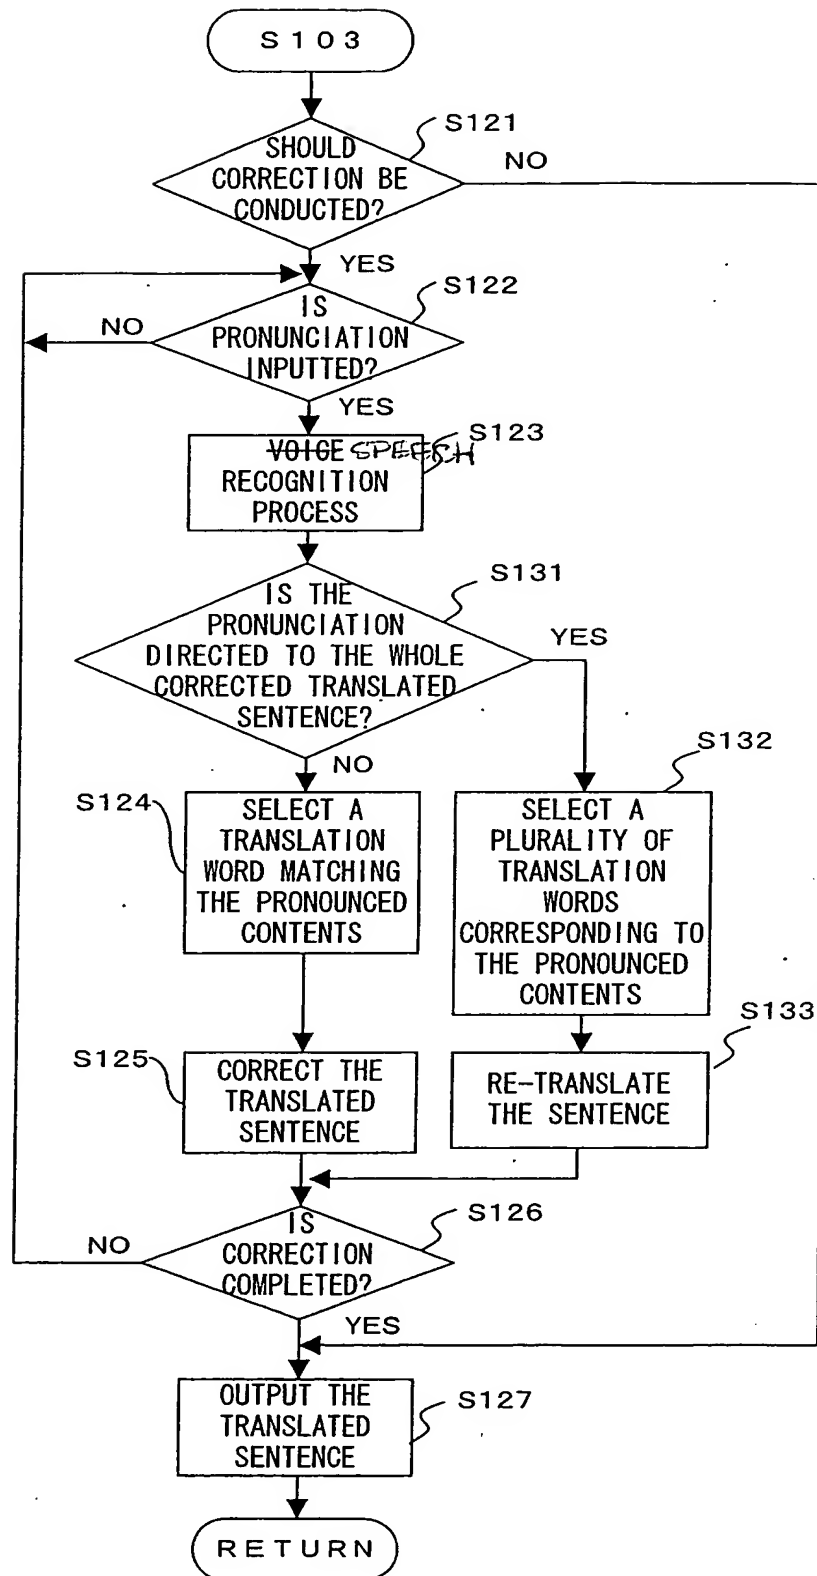 S103
S121
SHOULD
CORRECTION BE
CONDUCTED?
NO
YES
S122
IS
PRONUNCIATION
INPUTTED?
NO
YES
S123
VOICE SPEECH
RECOGNITION
PROCESS
S131
IS THE
PRONUNCIATION
DIRECTED TO THE WHOLE
CORRECTED TRANSLATED
SENTENCE?
YES
NO
S124
SELECT A
TRANSLATION
WORD MATCHING
THE PRONOUNCED
CONTENTS
S132
SELECT A
PLURALITY OF
TRANSLATION
WORDS
CORRESPONDING TO
THE PRONOUNCED
CONTENTS
S125
CORRECT THE
TRANSLATED
SENTENCE
S133
RE-TRANSLATE
THE SENTENCE
S126
IS
CORRECTION
COMPLETED?
NO
YES
S127
OUTPUT THE
TRANSLATED
SENTENCE
RETURN